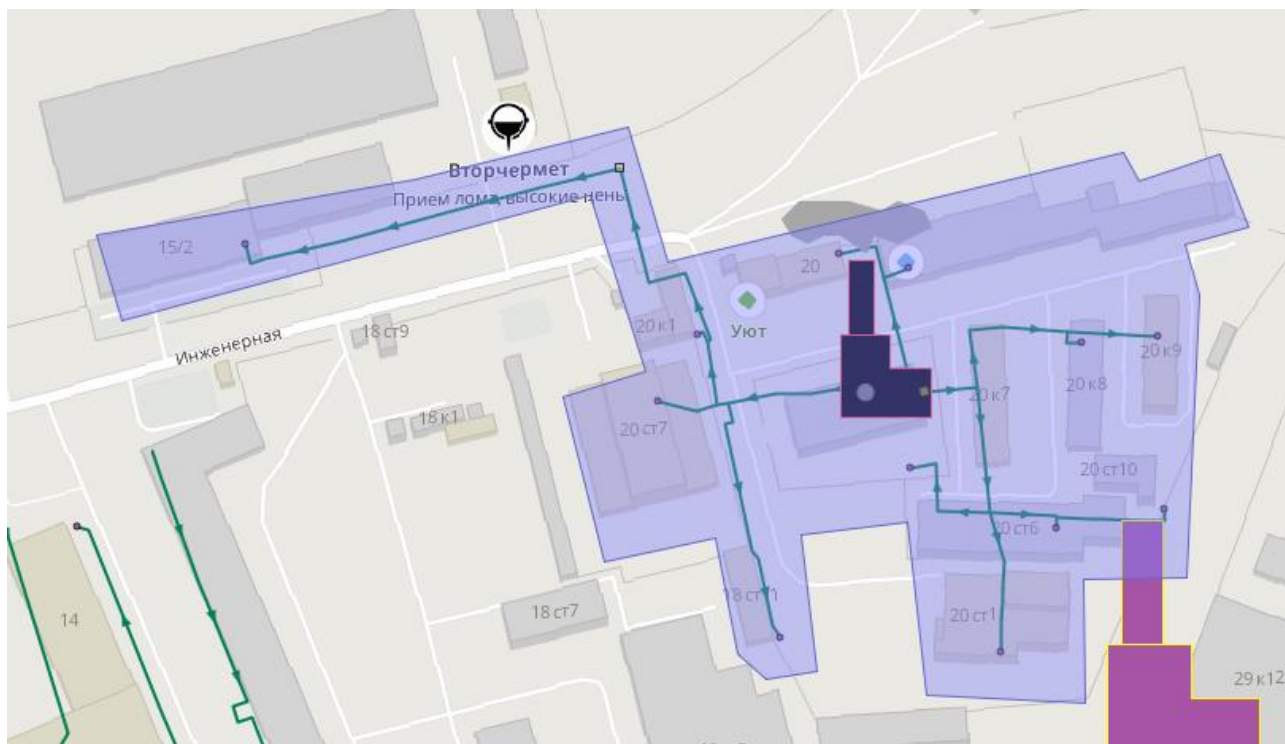 Вторчермет
Прием лома, высокие цены
15/2
20
20 к1
Уют
Инженерная
18 ст9
20 к9
20 к7
20 к8
18 к1
20 ст7
20 ст10
20 ст6
14
18 ст7
18 ст11
20 ст1
29 к12